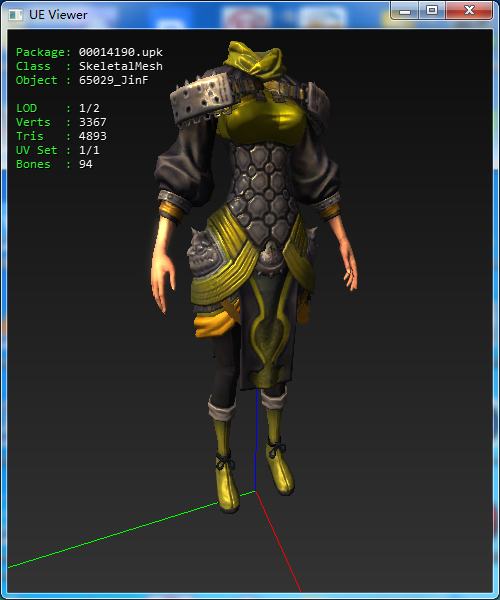 UE Viewer
Package: 00014190.upk
Class : SkeletalMesh
Object : 65029_JinF
LOD : 1/2
Verts : 3367
Tris : 4893
UV Set : 1/1
Bones : 94